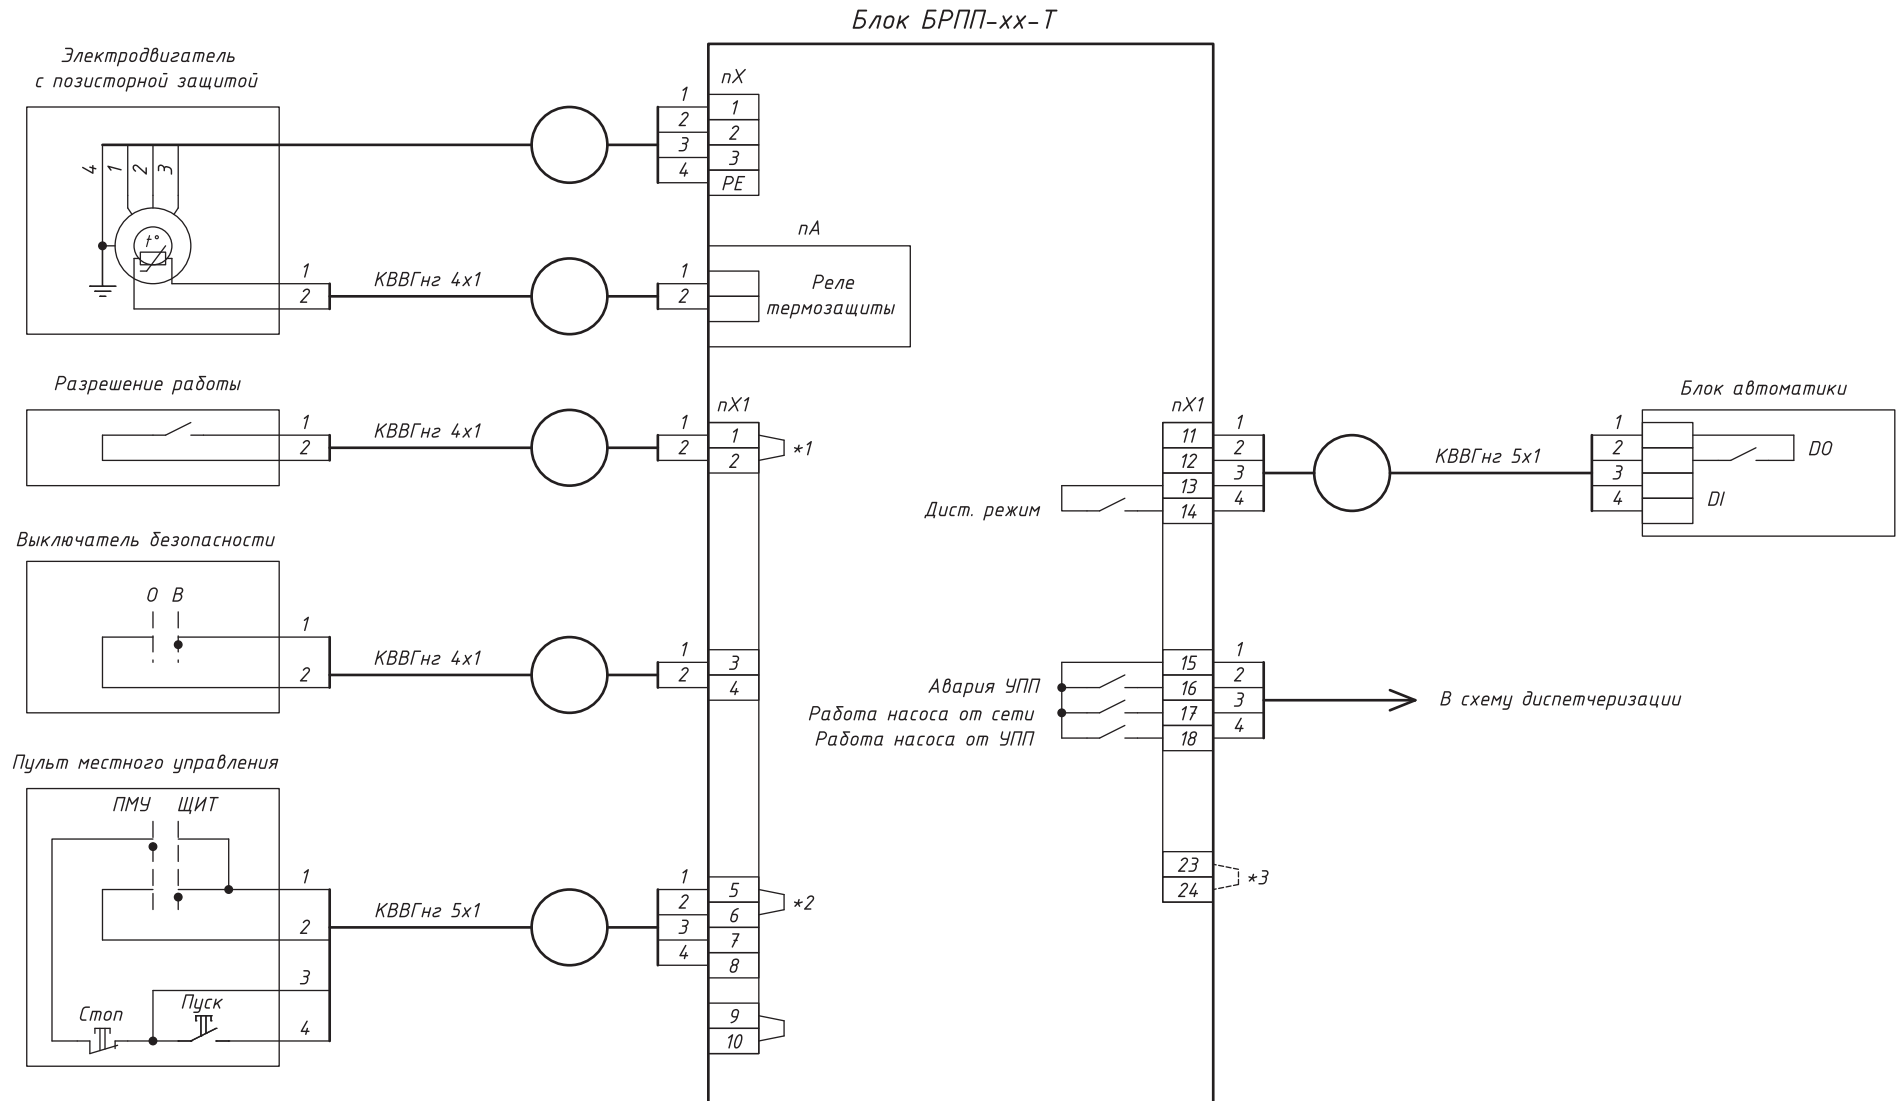 Блок БРПП-xx-Т
Электродвигатель
с позисторной защитой
4
1
2
3
t°
1
2
КВВГнг 4х1
1
2
3
4
nX
1
2
3
PE
nA
1
2
Реле
термозащиты
Разрешение работы
1
2
КВВГнг 4х1
1
2
nX1
1
2
*1
Выключатель безопасности
О В
1
2
КВВГнг 4х1
1
2
3
4
Пульт местного управления
ПМУ ЩИТ
1
2
3
4
Стоп
Пуск
КВВГнг 5х1
1
2
3
4
5
6
7
8
*2
9
10
nX1
11
12
13
14
1
2
3
4
Дист. режим
КВВГнг 5х1
Блок автоматики
1
2
3
4
DO
DI
15
16
17
18
1
2
3
4
Авария УПП
Работа насоса от сети
Работа насоса от УПП
В схему диспетчеризации
23
24
*3